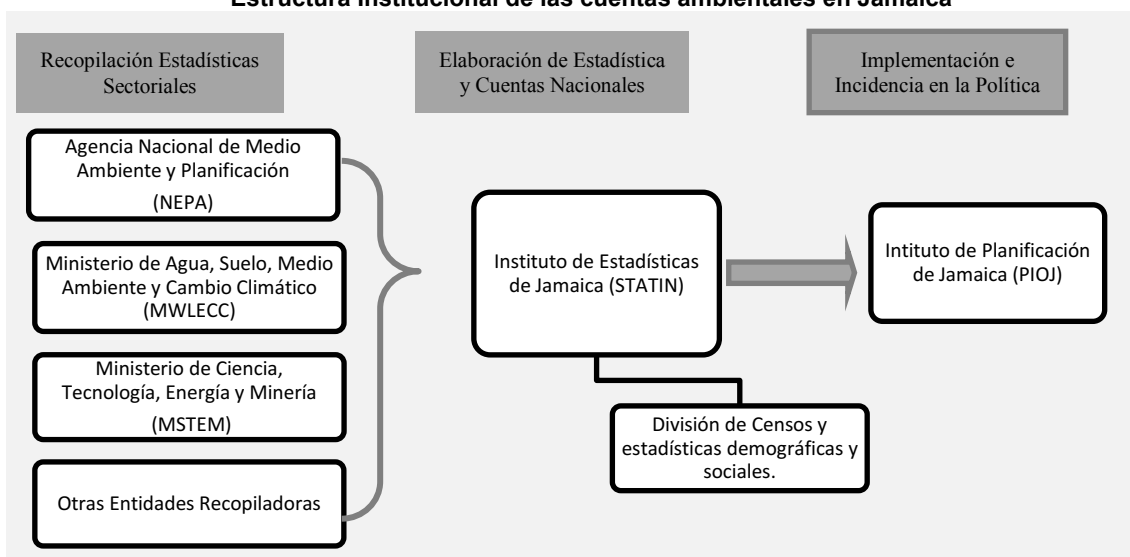 Estructura institucional de las cuentas ambientales en Jamaica
Recopilación Estadísticas
Sectoriales
Elaboración de Estadística
y Cuentas Nacionales
Implementación e
Incidencia en la Política
Agencia Nacional de Medio
Ambiente y Planificación
(NEPA)
Ministerio de Agua, Suelo, Medio
Ambiente y Cambio Climático
(MWLECC)
Ministerio de Ciencia,
Tecnología, Energía y Minería
(MSTEM)
Otras Entidades Recopiladoras
Instituto de Estadísticas
de Jamaica (STATIN)
División de Censos y
estadísticas demográficas y
sociales.
Intituto de Planificación
de Jamaica (PIOJ)